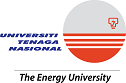 UNIVERSITI
TENAGA
NASIONAL
The Energy University